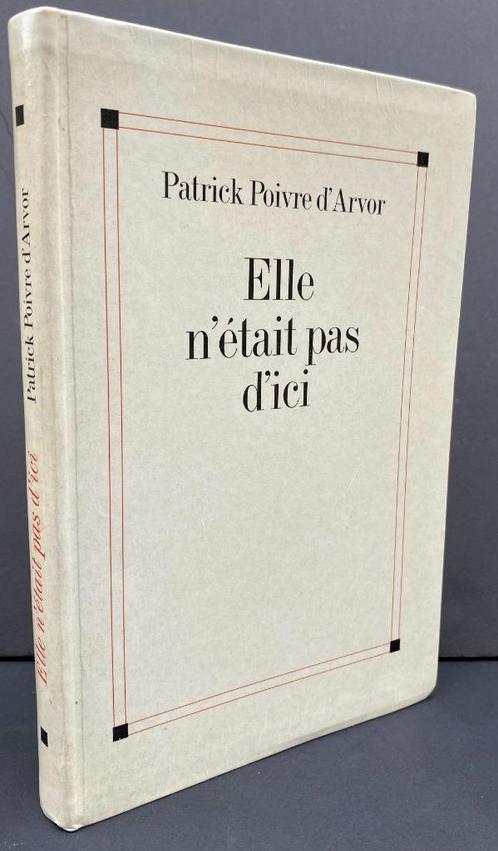 Patrick Poivre d'Arvor
Elle
n'était pas
d'ici
Elle n'était pas d'ici
Patrick Poivre d'Arvor